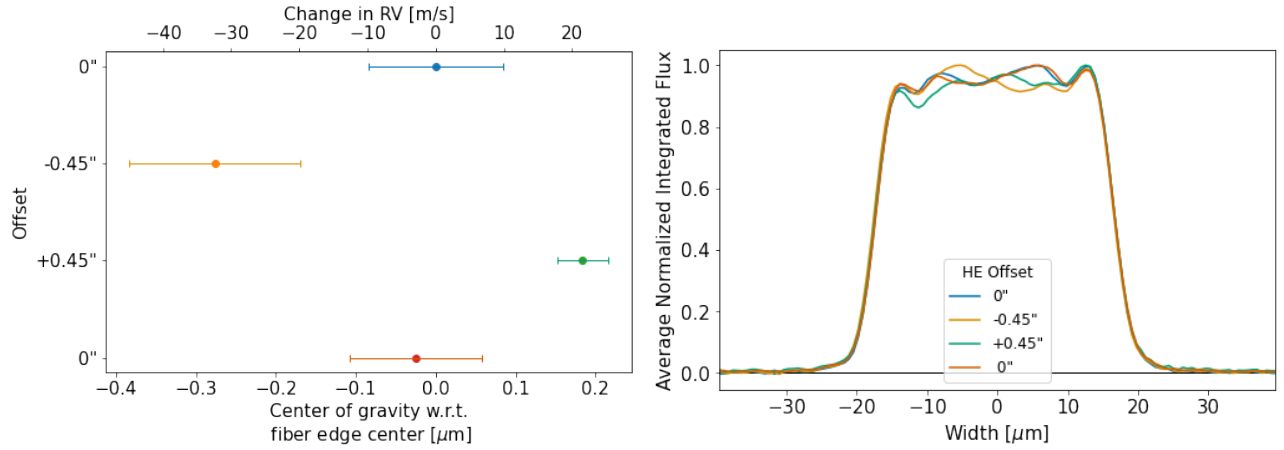 Change in RV [m/s]
−40 −30 −20 −10 0 10 20
Offset
0"
-0.45"
+0.45"
0"
−0.4 −0.3 −0.2 −0.1 0.0 0.1 0.2
Center of gravity w.r.t.
fiber edge center [μm]
Average Normalized Integrated Flux
1.0
0.8
0.6
0.4
0.2
0.0
HE Offset
0"
-0.45"
+0.45"
0"
−30 −20 −10 0 10 20 30
Width [μm]